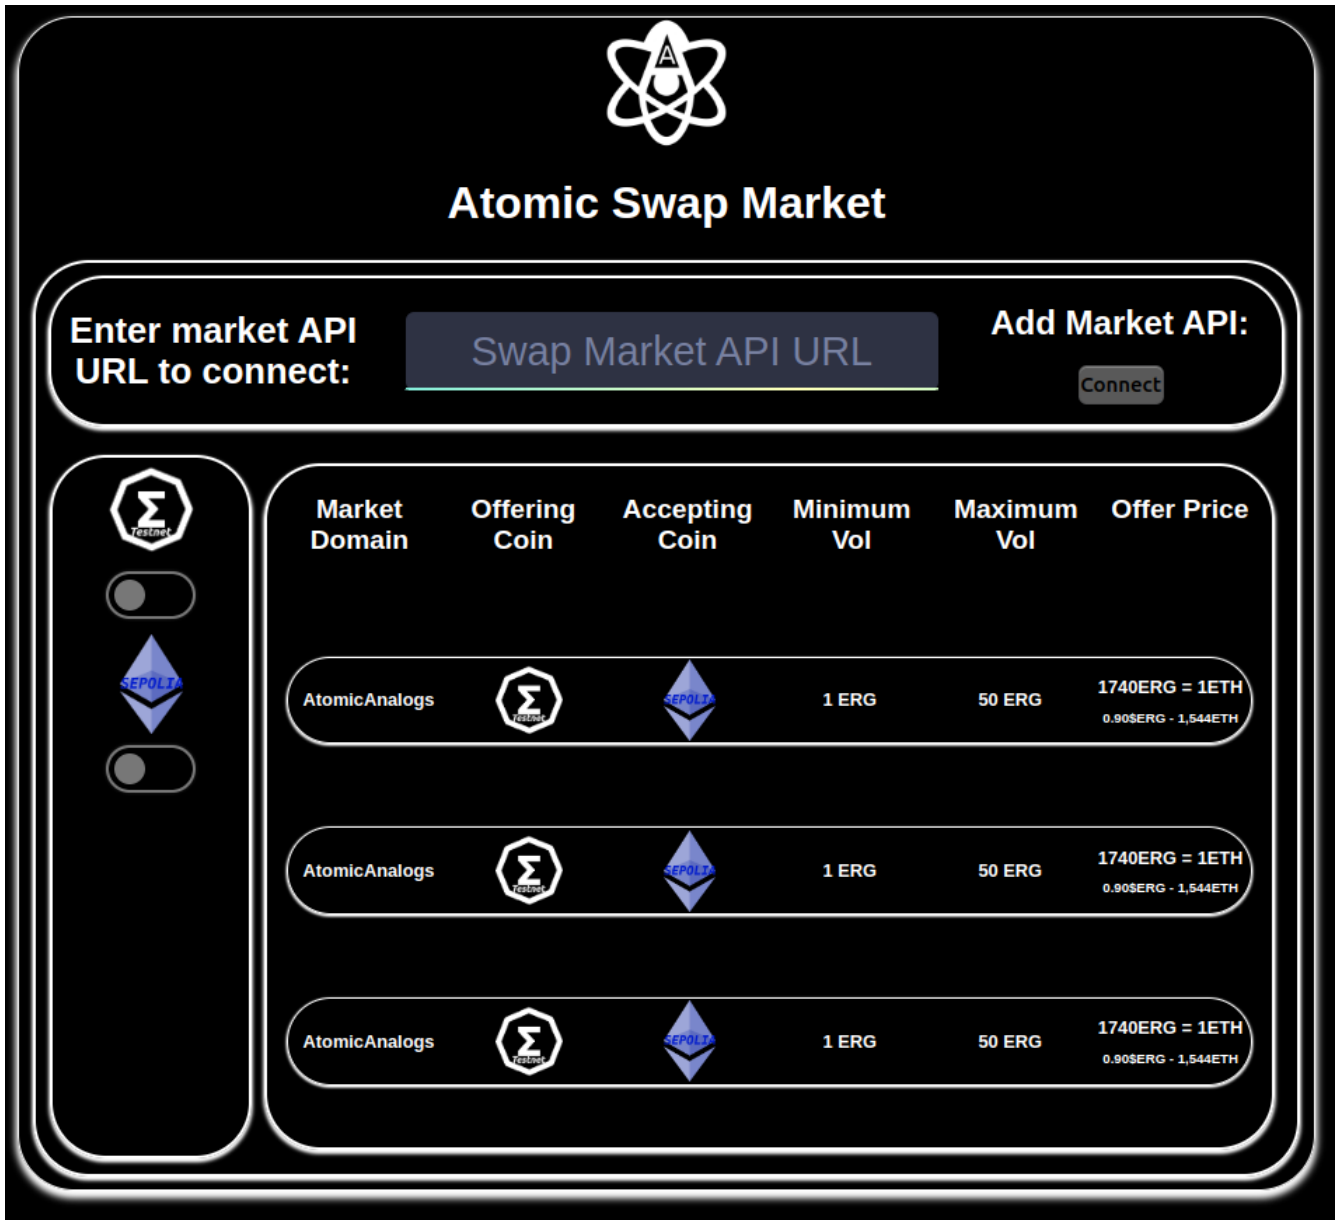 A
Atomic Swap Market
Enter market API
URL to connect:
Swap Market API URL
Add Market API:
Connect
Σ
Testnet
SEPOLIA
Market
Domain
Offering
Coin
Accepting
Coin
Minimum
Vol
Maximum
Vol
Offer Price
AtomicAnalogs
Σ
Testnet
SEPOLIA
1 ERG
50 ERG
1740ERG = 1ETH
0.90$ERG - 1,544ETH
AtomicAnalogs
Σ
Testnet
SEPOLIA
1 ERG
50 ERG
1740ERG = 1ETH
0.90$ERG - 1,544ETH
AtomicAnalogs
Σ
Testnet
SEPOLIA
1 ERG
50 ERG
1740ERG = 1ETH
0.90$ERG - 1,544ETH